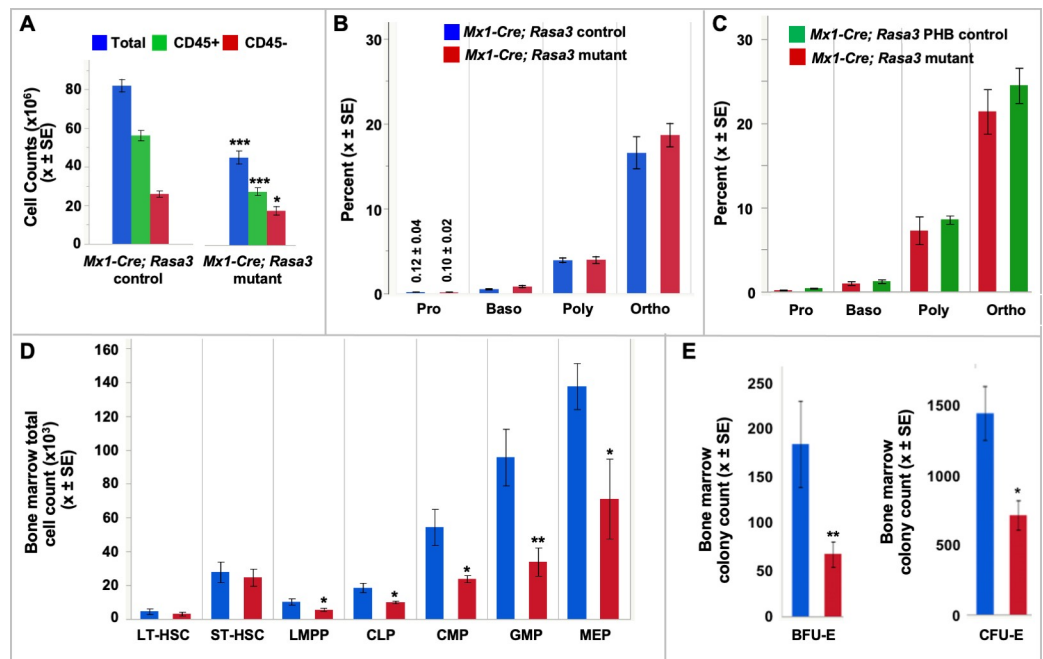 A
Total CD45+ CD45-
Cell Counts (x10⁶)
(x ± SE)
80
60
40
20
0
***
***
*
Mx1-Cre; Rasa3
control
Mx1-Cre; Rasa3
mutant
B
Mx1-Cre; Rasa3 control
Mx1-Cre; Rasa3 mutant
Percent (x ± SE)
30
20
10
0
0.12 ± 0.04
0.10 ± 0.02
Pro Baso Poly Ortho
C
Mx1-Cre; Rasa3 PHB control
Mx1-Cre; Rasa3 mutant
Percent (x ± SE)
30
20
10
0
Pro Baso Poly Ortho
D
Bone marrow total
cell count (x10³)
(x ± SE)
160
140
120
100
80
60
40
20
0
*
*
*
**
*
LT-HSC ST-HSC LMPP CLP CMP GMP MEP
E
Bone marrow
colony count (x ± SE)
250
200
150
100
50
0
**
BFU-E
Bone marrow
colony count (x ± SE)
1500
1000
500
0
*
CFU-E